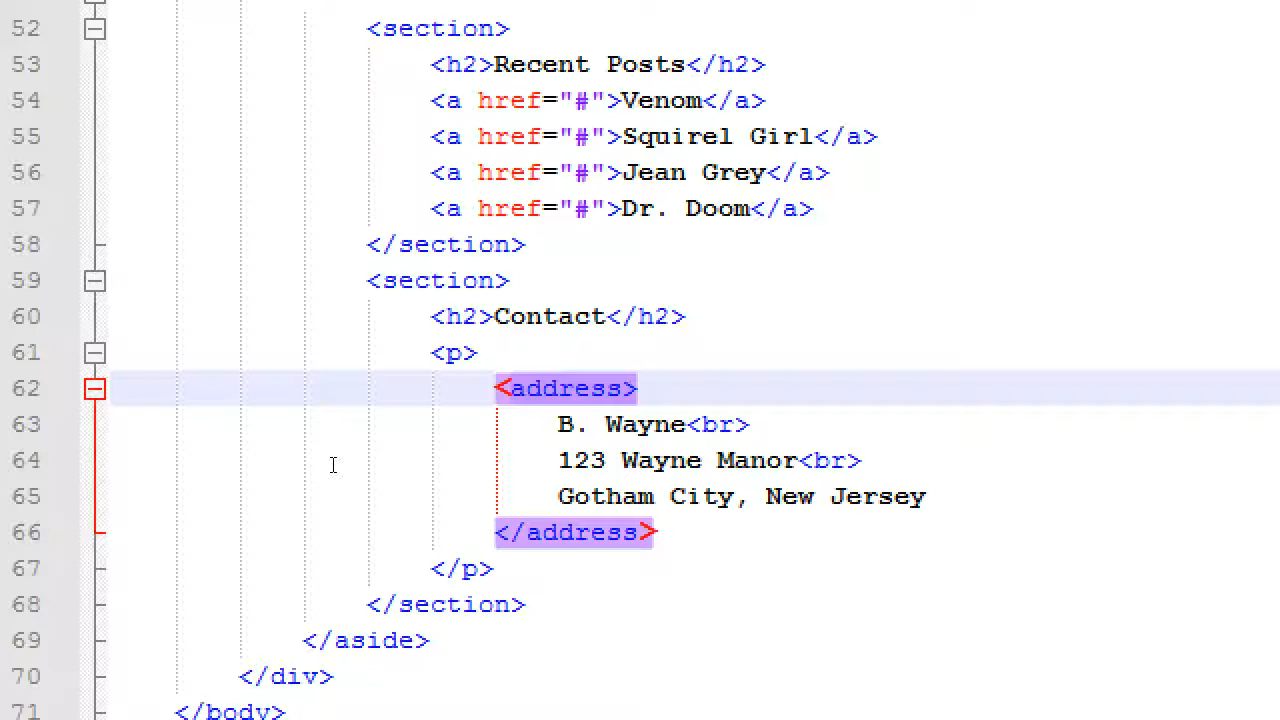 52 <section>
53 <h2>Recent Posts</h2>
54 <a href="#">Venom</a>
55 <a href="#">Squirel Girl</a>
56 <a href="#">Jean Grey</a>
57 <a href="#">Dr. Doom</a>
58 </section>
59 <section>
60 <h2>Contact</h2>
61 <p>
62 <address>
63 B. Wayne<br>
64 123 Wayne Manor<br>
65 Gotham City, New Jersey
66 </address>
67 </p>
68 </section>
69 </aside>
70 </div>
71 </body>